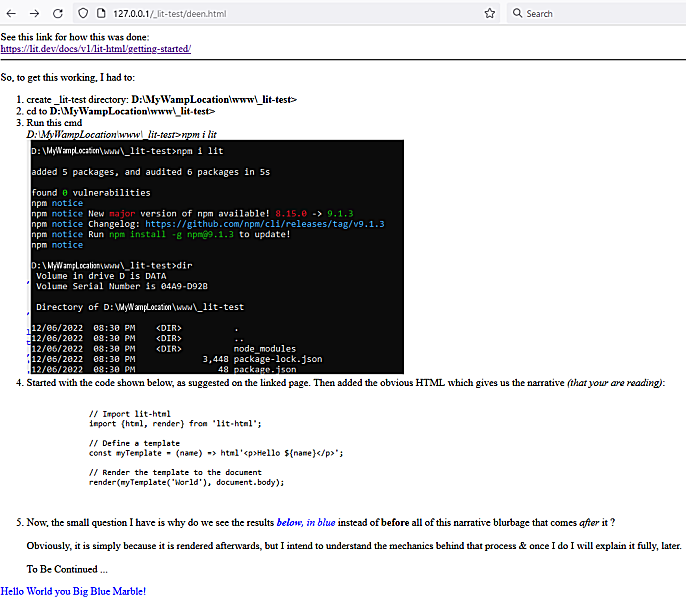 127.0.0.1/_lit-test/deen.html
Search
See this link for how this was done:
https://lit.dev/docs/v1/lit-html/getting-started/
So, to get this working, I had to:
1. create _lit-test directory: D:\MyWampLocation\www\_lit-test>
2. cd to D:\MyWampLocation\www\_lit-test>
3. Run this cmd
D:\MyWampLocation\www\_lit-test>npm i lit
D:\MyWampLocation\www\_lit-test>npm i lit
added 5 packages, and audited 6 packages in 5s
found 0 vulnerabilities
npm notice
npm notice New major version of npm available! 8.15.0 -> 9.1.3
npm notice Changelog: https://github.com/npm/cli/releases/tag/v9.1.3
npm notice Run npm install -g npm@9.1.3 to update!
npm notice
D:\MyWampLocation\www\_lit-test>dir
Volume in drive D is DATA
Volume Serial Number is 04A9-D92B
Directory of D:\MyWampLocation\www\_lit-test
12/06/2022 08:30 PM <DIR> .
12/06/2022 08:30 PM <DIR> ..
12/06/2022 08:30 PM <DIR> node_modules
12/06/2022 08:30 PM 3,448 package-lock.json
12/06/2022 08:30 PM 48 package.json
4. Started with the code shown below, as suggested on the linked page. Then added the obvious HTML which gives us the narrative (that your are reading):
// Import lit-html
import {html, render} from 'lit-html';
// Define a template
const myTemplate = (name) => html'<p>Hello ${name}</p>';
// Render the template to the document
render(myTemplate('World'), document.body);
5. Now, the small question I have is why do we see the results below, in blue instead of before all of this narrative blurbage that comes after it ?
Obviously, it is simply because it is rendered afterwards, but I intend to understand the mechanics behind that process & once I do I will explain it fully, later.
To Be Continued ...
Hello World you Big Blue Marble!